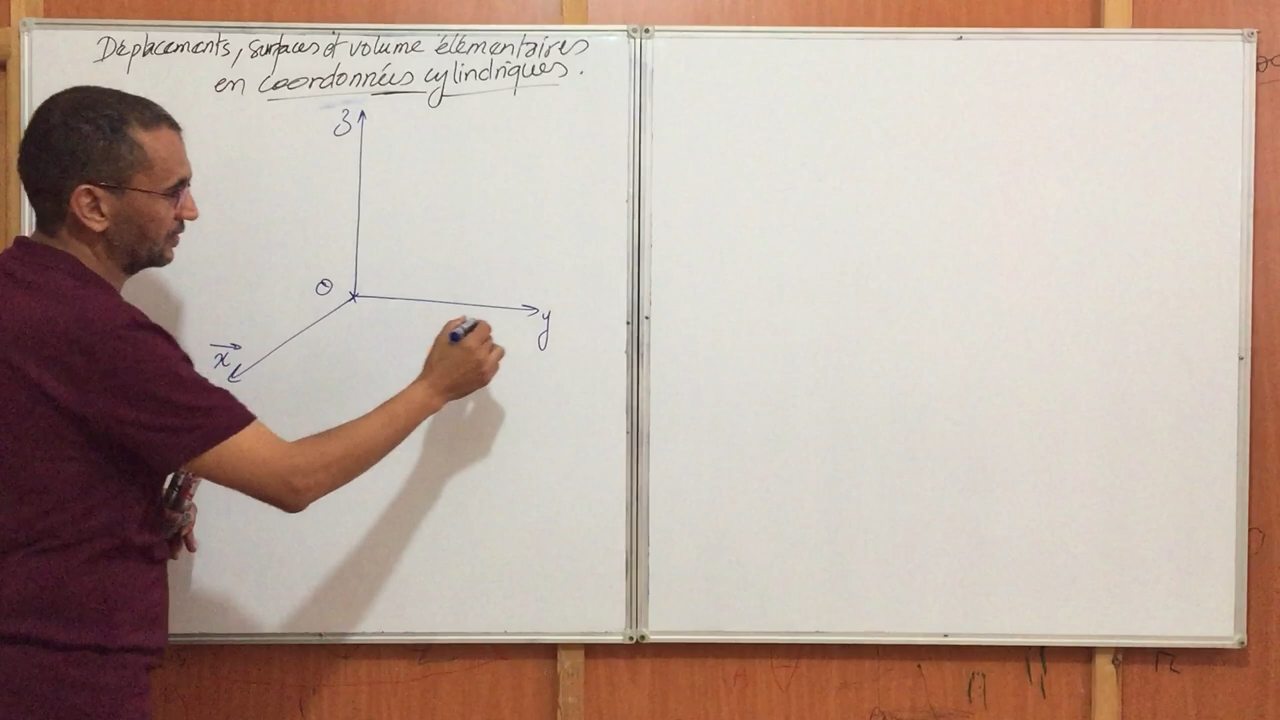 Déplacements, surfaces et volume élémentaires
en coordonnées cylindriques.
z
O
y
x